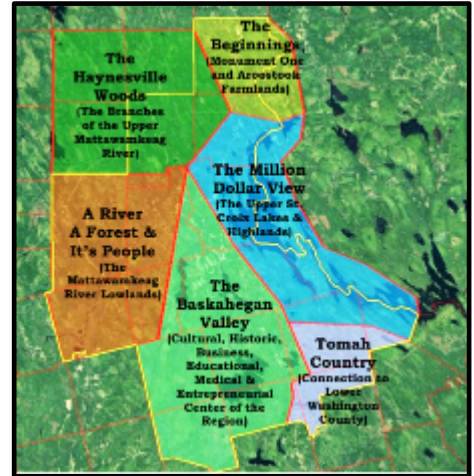 The
Beginnings
(Monument One
and Aroostook
Farmlands)
The
Haynesville
Woods
(The Branches
of the Upper
Mattawamkeag
River)
The Million
Dollar View
(The Upper St.
Croix Lakes &
Highlands)
A River
A Forest &
It's People
(The
Mattawamkeag
River Lowlands)
The
Baskahegan
Valley
(Cultural, Historic,
Business,
Educational,
Medical &
Entrepreneurial
Center of the
Region)
Tomah
Country
(Connection to
Lower
Washington
County)